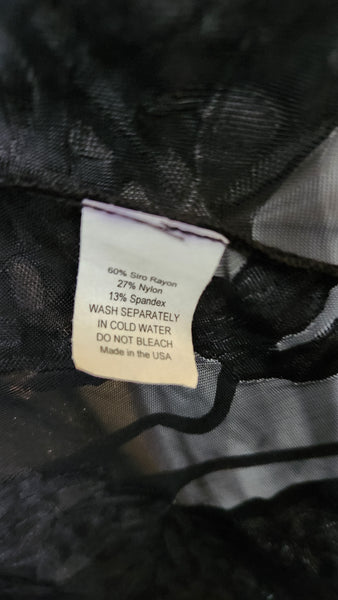 60% Siro Rayon
27% Nylon
13% Spandex
WASH SEPARATELY
IN COLD WATER
DO NOT BLEACH
Made in the USA